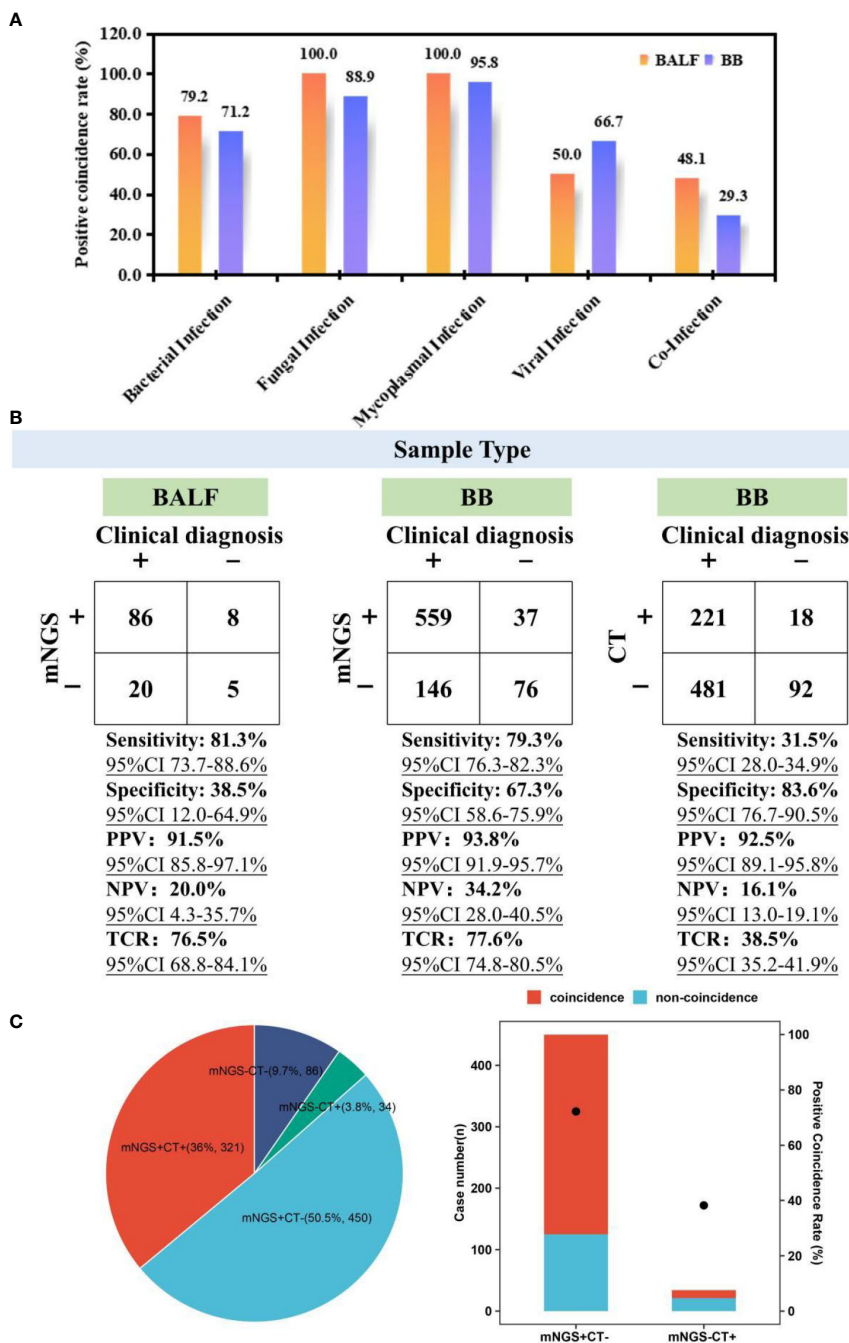 A
120.0
100.0
80.0
60.0
40.0
20.0
0.0
Positive coincidence rate (%)
BALF BB
79.2 71.2
100.0 88.9
100.0 95.8
50.0 66.7
48.1 29.3
Bacterial Infection
Fungal Infection
Mycoplasmal Infection
Viral Infection
Co-Infection
B
Sample Type
BALF
Clinical diagnosis
+ −
mNGS
+ 86 8
− 20 5
Sensitivity: 81.3%
95%CI 73.7-88.6%
Specificity: 38.5%
95%CI 12.0-64.9%
PPV： 91.5%
95%CI 85.8-97.1%
NPV： 20.0%
95%CI 4.3-35.7%
TCR： 76.5%
95%CI 68.8-84.1%
BB
Clinical diagnosis
+ −
mNGS
+ 559 37
− 146 76
Sensitivity: 79.3%
95%CI 76.3-82.3%
Specificity: 67.3%
95%CI 58.6-75.9%
PPV： 93.8%
95%CI 91.9-95.7%
NPV： 34.2%
95%CI 28.0-40.5%
TCR： 77.6%
95%CI 74.8-80.5%
BB
Clinical diagnosis
+ −
CT
+ 221 18
− 481 92
Sensitivity: 31.5%
95%CI 28.0-34.9%
Specificity: 83.6%
95%CI 76.7-90.5%
PPV： 92.5%
95%CI 89.1-95.8%
NPV： 16.1%
95%CI 13.0-19.1%
TCR： 38.5%
95%CI 35.2-41.9%
C
mNGS-CT-(9.7%, 86)
mNGS-CT+(3.8%, 34)
mNGS+CT+(36%, 321)
mNGS+CT-(50.5%, 450)
coincidence non-coincidence
Case number(n)
400
300
200
100
0
100
80
60
40
20
0
Positive Coincidence Rate (%)
mNGS+CT- mNGS-CT+